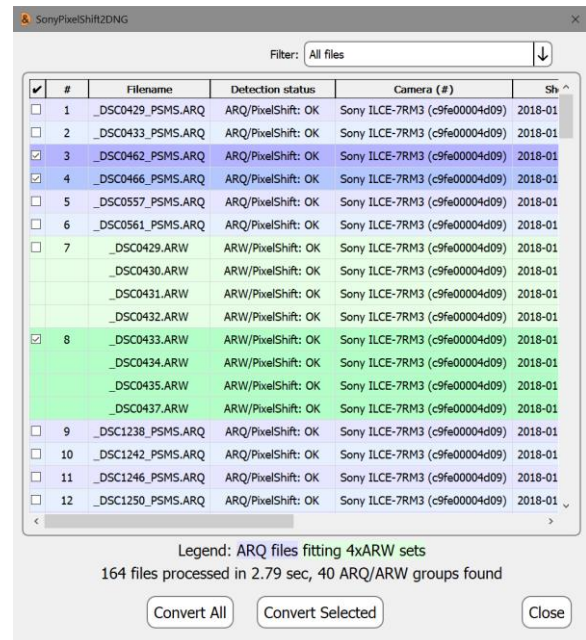 SonyPixelShift2DNG
Filter: All files
# Filename Detection status Camera (#)
1 _DSC0429_PSMS.ARQ ARQ/PixelShift: OK Sony ILCE-7RM3 (c9fe00004d09) 2018-01
2 _DSC0433_PSMS.ARQ ARQ/PixelShift: OK Sony ILCE-7RM3 (c9fe00004d09) 2018-01
3 _DSC0462_PSMS.ARQ ARQ/PixelShift: OK Sony ILCE-7RM3 (c9fe00004d09) 2018-01
4 _DSC0466_PSMS.ARQ ARQ/PixelShift: OK Sony ILCE-7RM3 (c9fe00004d09) 2018-01
5 _DSC0557_PSMS.ARQ ARQ/PixelShift: OK Sony ILCE-7RM3 (c9fe00004d09) 2018-01
6 _DSC0561_PSMS.ARQ ARQ/PixelShift: OK Sony ILCE-7RM3 (c9fe00004d09) 2018-01
7 _DSC0429.ARW ARW/PixelShift: OK Sony ILCE-7RM3 (c9fe00004d09) 2018-01
_DSC0430.ARW ARW/PixelShift: OK Sony ILCE-7RM3 (c9fe00004d09) 2018-01
_DSC0431.ARW ARW/PixelShift: OK Sony ILCE-7RM3 (c9fe00004d09) 2018-01
_DSC0432.ARW ARW/PixelShift: OK Sony ILCE-7RM3 (c9fe00004d09) 2018-01
8 _DSC0433.ARW ARW/PixelShift: OK Sony ILCE-7RM3 (c9fe00004d09) 2018-01
_DSC0434.ARW ARW/PixelShift: OK Sony ILCE-7RM3 (c9fe00004d09) 2018-01
_DSC0435.ARW ARW/PixelShift: OK Sony ILCE-7RM3 (c9fe00004d09) 2018-01
_DSC0437.ARW ARW/PixelShift: OK Sony ILCE-7RM3 (c9fe00004d09) 2018-01
9 _DSC1238_PSMS.ARQ ARQ/PixelShift: OK Sony ILCE-7RM3 (c9fe00004d09) 2018-01
10 _DSC1242_PSMS.ARQ ARQ/PixelShift: OK Sony ILCE-7RM3 (c9fe00004d09) 2018-01
11 _DSC1246_PSMS.ARQ ARQ/PixelShift: OK Sony ILCE-7RM3 (c9fe00004d09) 2018-01
12 _DSC1250_PSMS.ARQ ARQ/PixelShift: OK Sony ILCE-7RM3 (c9fe00004d09) 2018-01
Legend: ARQ files fitting 4xARW sets
164 files processed in 2.79 sec, 40 ARQ/ARW groups found
Convert All Convert Selected Close